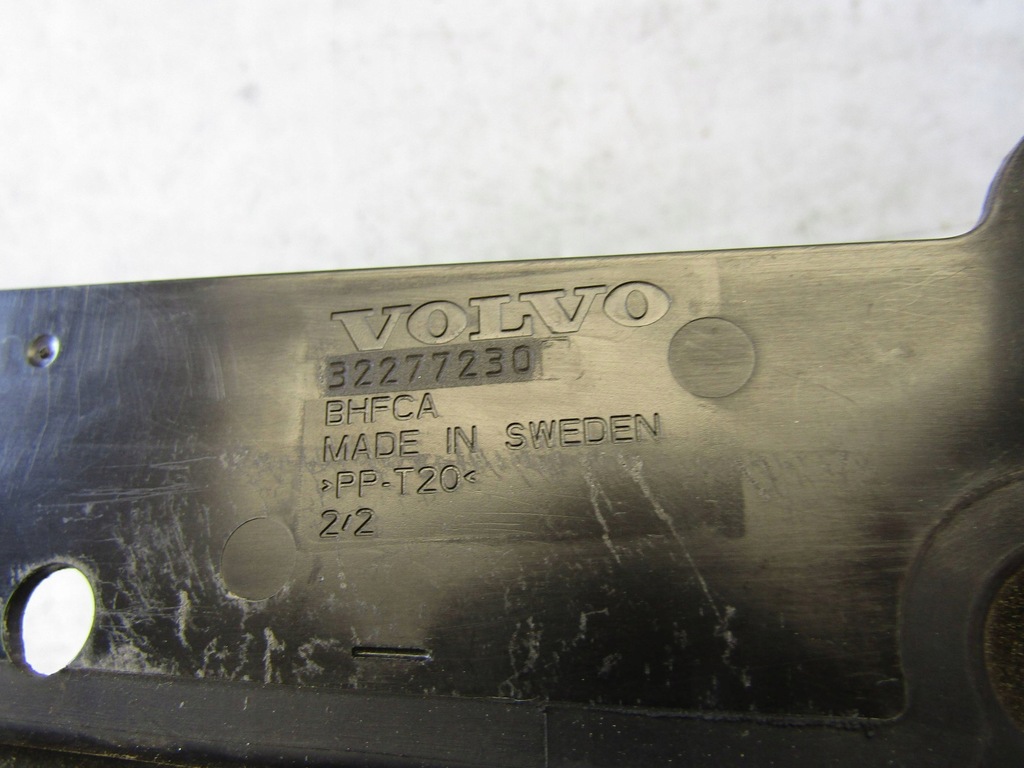 VOLVO
32277230
BHFCA
MADE IN SWEDEN
>PP-T20<
2/2